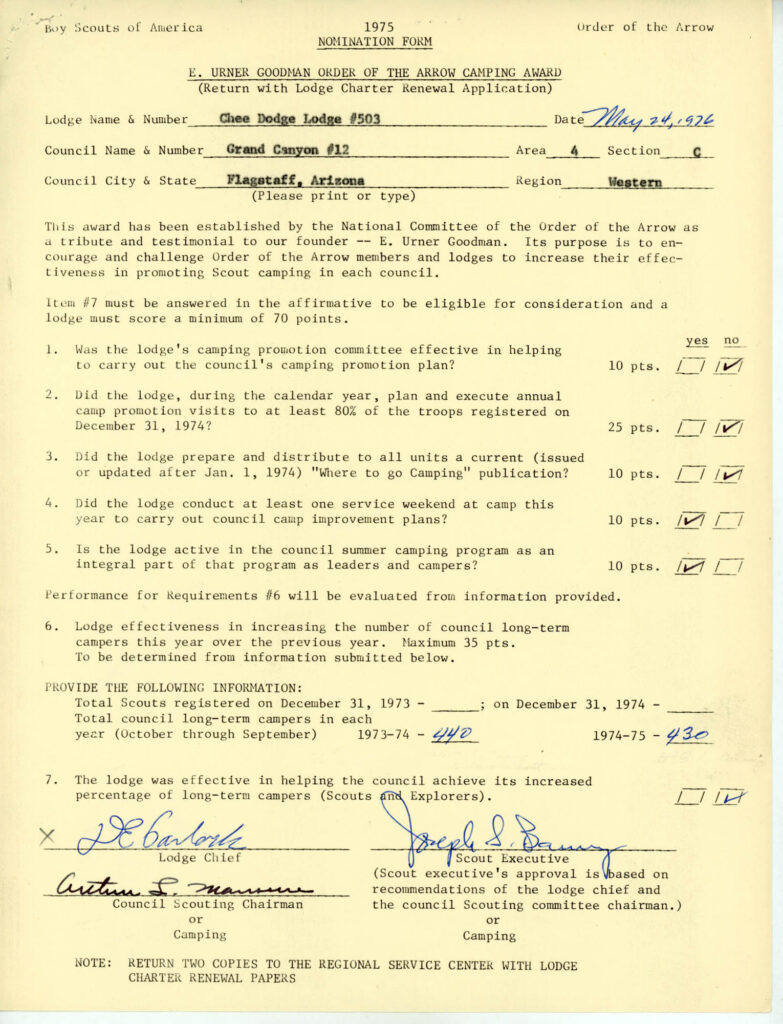 Boy Scouts of America 1975 Order of the Arrow
NOMINATION FORM
E. URNER GOODMAN ORDER OF THE ARROW CAMPING AWARD
(Return with Lodge Charter Renewal Application)
Lodge Name & Number Chee Dodge Lodge #503 Date May 24, 1976
Council Name & Number Grand Canyon #12 Area 4 Section C
Council City & State Flagstaff, Arizona Region Western
(Please print or type)
This award has been established by the National Committee of the Order of the Arrow as
a tribute and testimonial to our founder -- E. Urner Goodman. Its purpose is to en-
courage and challenge Order of the Arrow members and lodges to increase their effec-
tiveness in promoting Scout camping in each council.
Item #7 must be answered in the affirmative to be eligible for consideration and a
lodge must score a minimum of 70 points.
yes no
1. Was the lodge's camping promotion committee effective in helping
to carry out the council's camping promotion plan? 10 pts.
2. Did the lodge, during the calendar year, plan and execute annual
camp promotion visits to at least 80% of the troops registered on
December 31, 1974? 25 pts.
3. Did the lodge prepare and distribute to all units a current (issued
or updated after Jan. 1, 1974) "Where to go Camping" publication? 10 pts.
4. Did the lodge conduct at least one service weekend at camp this
year to carry out council camp improvement plans? 10 pts.
5. Is the lodge active in the council summer camping program as an
integral part of that program as leaders and campers? 10 pts.
Performance for Requirements #6 will be evaluated from information provided.
6. Lodge effectiveness in increasing the number of council long-term
campers this year over the previous year. Maximum 35 pts.
To be determined from information submitted below.
PROVIDE THE FOLLOWING INFORMATION:
Total Scouts registered on December 31, 1973 - ______; on December 31, 1974 - ______
Total council long-term campers in each
year (October through September) 1973-74 - 440 1974-75 - 430
7. The lodge was effective in helping the council achieve its increased
percentage of long-term campers (Scouts and Explorers).
X DE Garlock Joseph S.
Lodge Chief Scout Executive
(Scout executive's approval is based on
recommendations of the lodge chief and
the council Scouting committee chairman.)
Arthur L.
Council Scouting Chairman
or or
Camping Camping
NOTE: RETURN TWO COPIES TO THE REGIONAL SERVICE CENTER WITH LODGE
CHARTER RENEWAL PAPERS